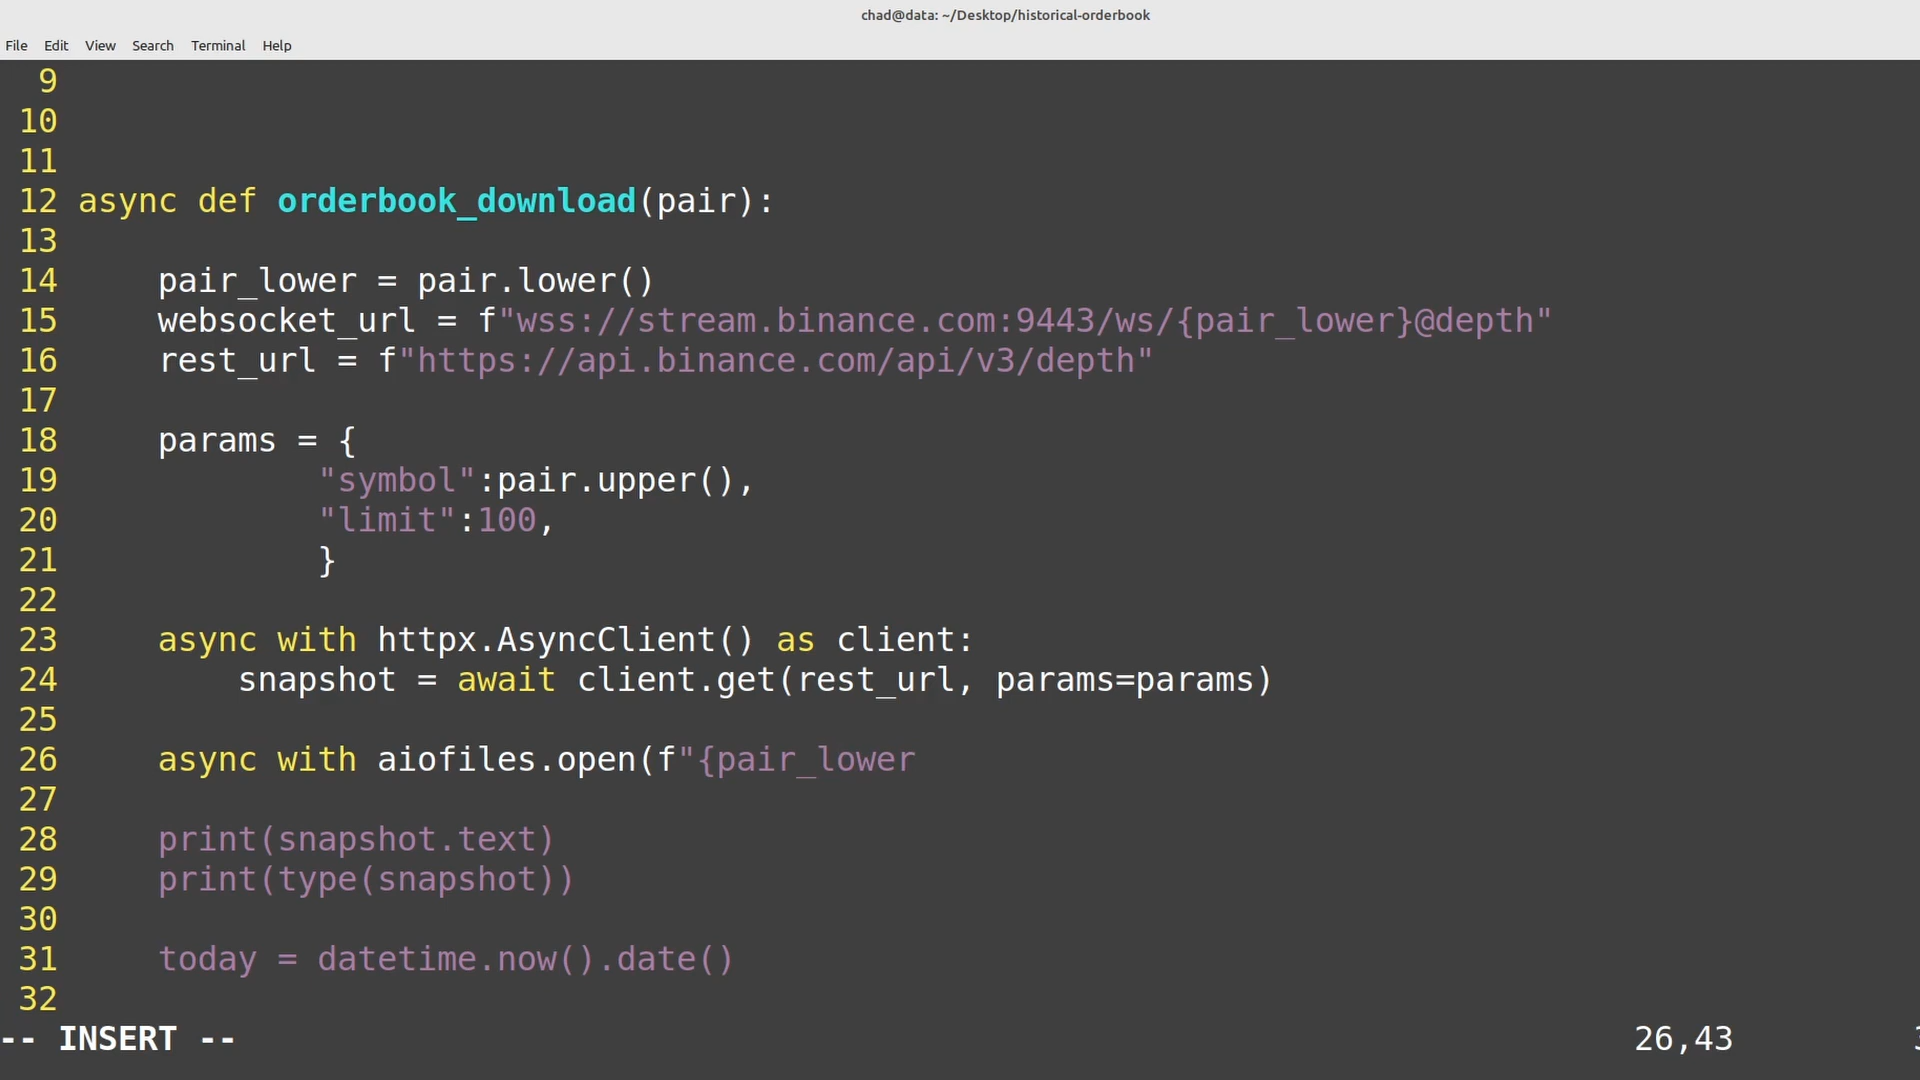 chad@data: ~/Desktop/historical-orderbook
File Edit View Search Terminal Help
9
10
11
12 async def orderbook_download(pair):
13
14     pair_lower = pair.lower()
15     websocket_url = f"wss://stream.binance.com:9443/ws/{pair_lower}@depth"
16     rest_url = f"https://api.binance.com/api/v3/depth"
17
18     params = {
19             "symbol":pair.upper(),
20             "limit":100,
21             }
22
23     async with httpx.AsyncClient() as client:
24         snapshot = await client.get(rest_url, params=params)
25
26     async with aiofiles.open(f"{pair_lower
27
28     print(snapshot.text)
29     print(type(snapshot))
30
31     today = datetime.now().date()
32
-- INSERT -- 26,43